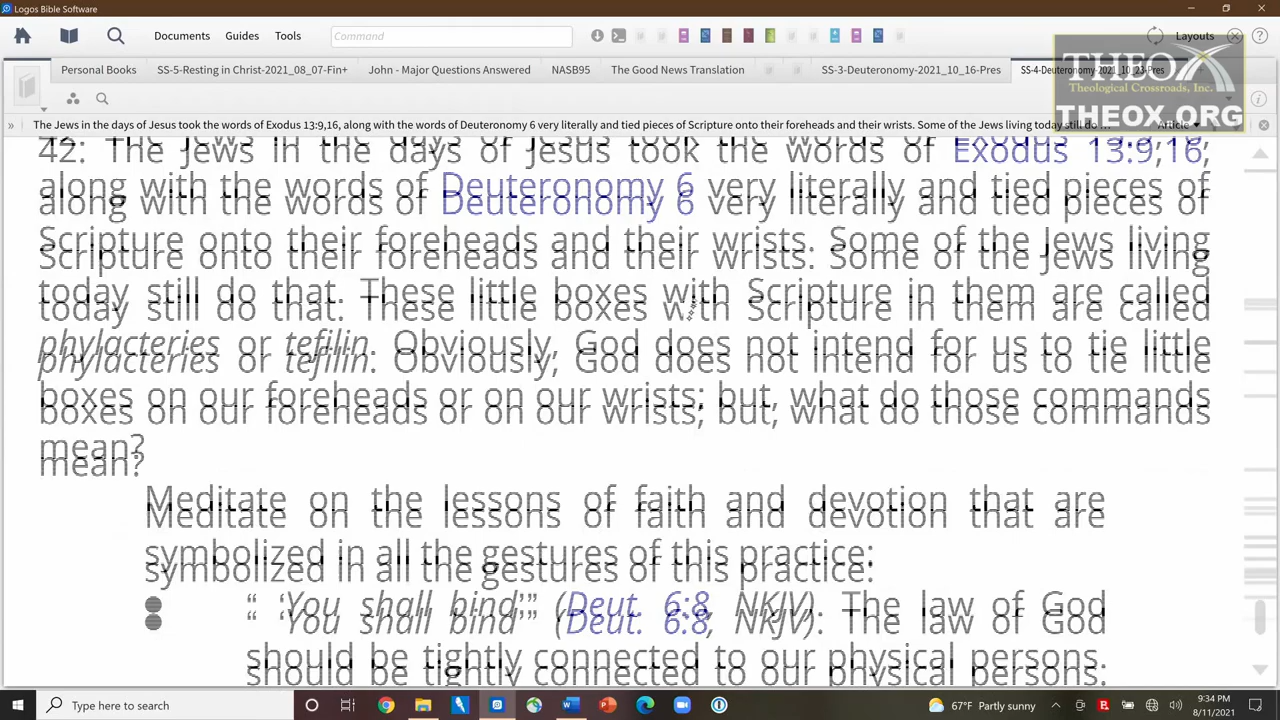 Logos Bible Software
Documents Guides Tools Command Layouts
Personal Books SS-5-Resting in Christ-2021_08_07-Fin+ s Answered NASB95 The Good News Translation SS-3-Deuteronomy-2021_10_16-Pres SS-4-Deuteronomy-2021_10_23-Pres
THEOX
Theological Crossroads, Inc.
THEOX.ORG
» The Jews in the days of Jesus took the words of Exodus 13:9,16, along with the words of Deuteronomy 6 very literally and tied pieces of Scripture onto their foreheads and their wrists. Some of the Jews living today still do ... Article
42: The Jews in the days of Jesus took the words of Exodus 13:9,16,
along with the words of Deuteronomy 6 very literally and tied pieces of
Scripture onto their foreheads and their wrists. Some of the Jews living
today still do that. These little boxes with Scripture in them are called
phylacteries or tefilin. Obviously, God does not intend for us to tie little
boxes on our foreheads or on our wrists; but, what do those commands
mean?
Meditate on the lessons of faith and devotion that are
symbolized in all the gestures of this practice:
● “ ‘You shall bind’” (Deut. 6:8, NKJV). The law of God
should be tightly connected to our physical persons.
Type here to search
67°F Partly sunny
9:34 PM
8/11/2021